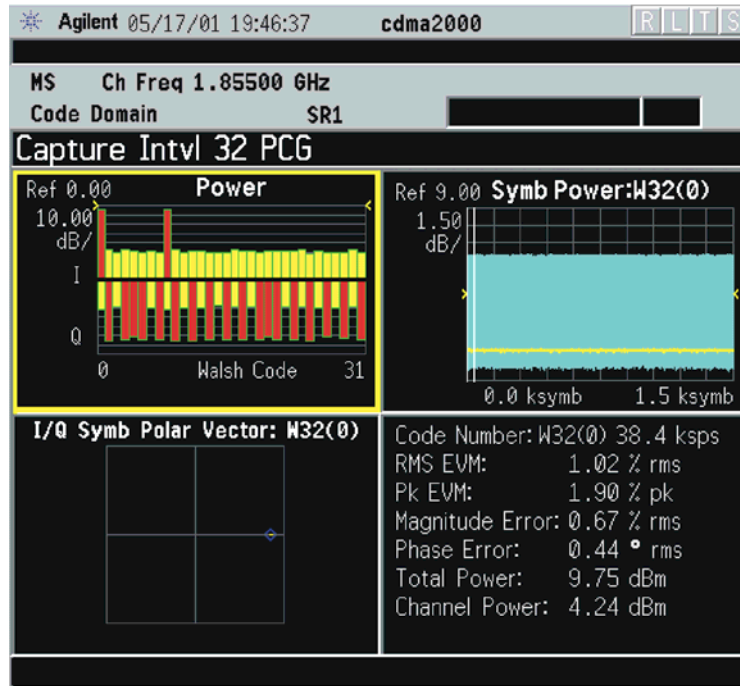 Agilent 05/17/01 19:46:37 cdma2000 R L T S
MS Ch Freq 1.85500 GHz
Code Domain SR1
Capture Intvl 32 PCG
Ref 0.00 Power
10.00
dB/
I
Q
0 Walsh Code 31
Ref 9.00 Symb Power:W32(0)
1.50
dB/
0.0 ksymb 1.5 ksymb
I/Q Symb Polar Vector: W32(0)
Code Number: W32(0) 38.4 ksps
RMS EVM: 1.02 % rms
Pk EVM: 1.90 % pk
Magnitude Error: 0.67 % rms
Phase Error: 0.44 ° rms
Total Power: 9.75 dBm
Channel Power: 4.24 dBm